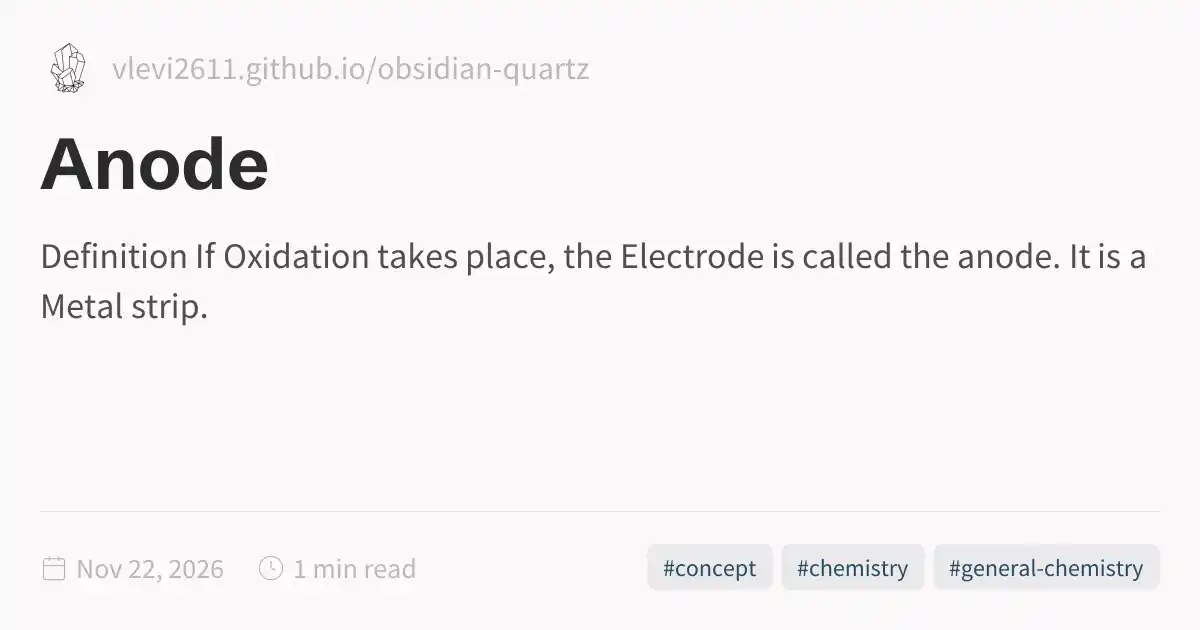 vlevi2611.github.io/obsidian-quartz
Anode
Definition If Oxidation takes place, the Electrode is called the anode. It is a
Metal strip.
Nov 22, 2026 1 min read #concept #chemistry #general-chemistry